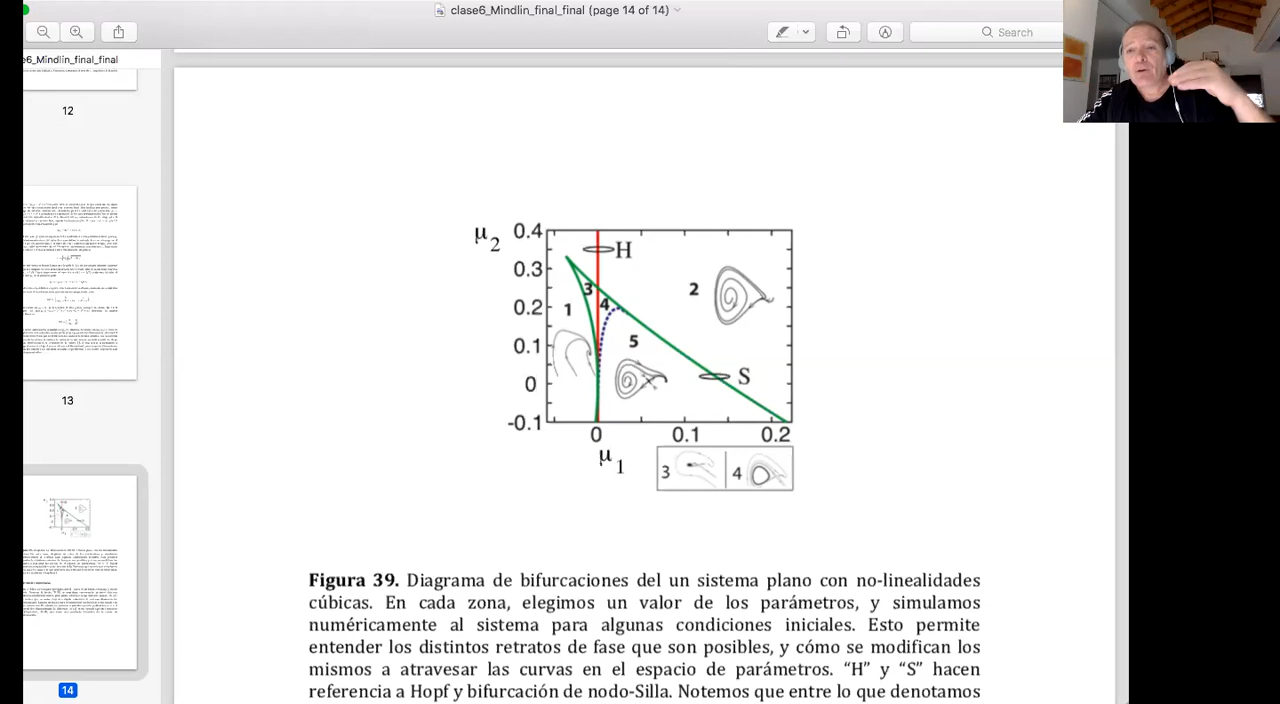 clase6_Mindlin_final_final (page 14 of 14)
Search
e6_Mindlin_final_final
12
13
14
μ2 0.4
0.3
0.2
0.1
0
-0.1
H
3
4
1
2
5
S
0 0.1 0.2
μ1
3 4
Figura 39. Diagrama de bifurcaciones del un sistema plano con no-linealidades
cúbicas. En cada zona, elegimos un valor de parámetros, y simulamos
numéricamente al sistema para algunas condiciones iniciales. Esto permite
entender los distintos retratos de fase que son posibles, y cómo se modifican los
mismos a atravesar las curvas en el espacio de parámetros. “H” y “S” hacen
referencia a Hopf y bifurcación de nodo-Silla. Notemos que entre lo que denotamos